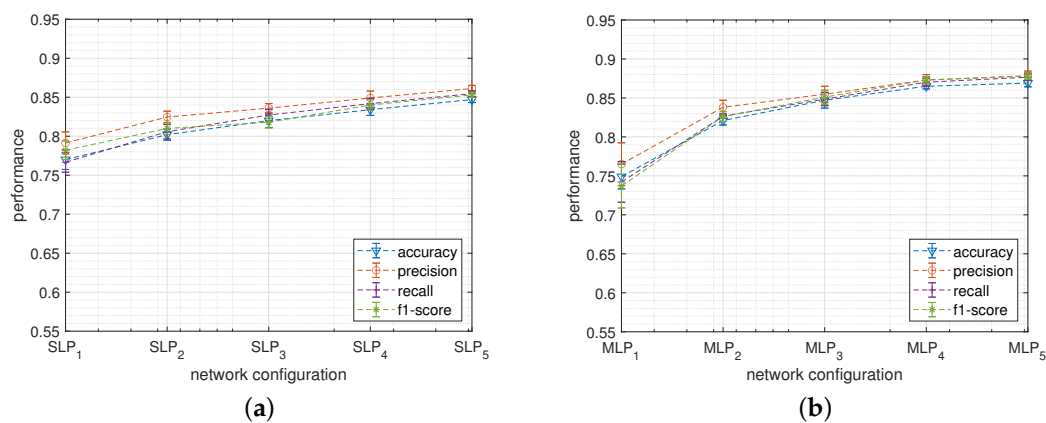 0.95
0.9
0.85
0.8
0.75
0.7
0.65
0.6
0.55
performance
accuracy
precision
recall
f1-score
SLP1 SLP2 SLP3 SLP4 SLP5
network configuration
(a)
0.95
0.9
0.85
0.8
0.75
0.7
0.65
0.6
0.55
performance
accuracy
precision
recall
f1-score
MLP1 MLP2 MLP3 MLP4 MLP5
network configuration
(b)